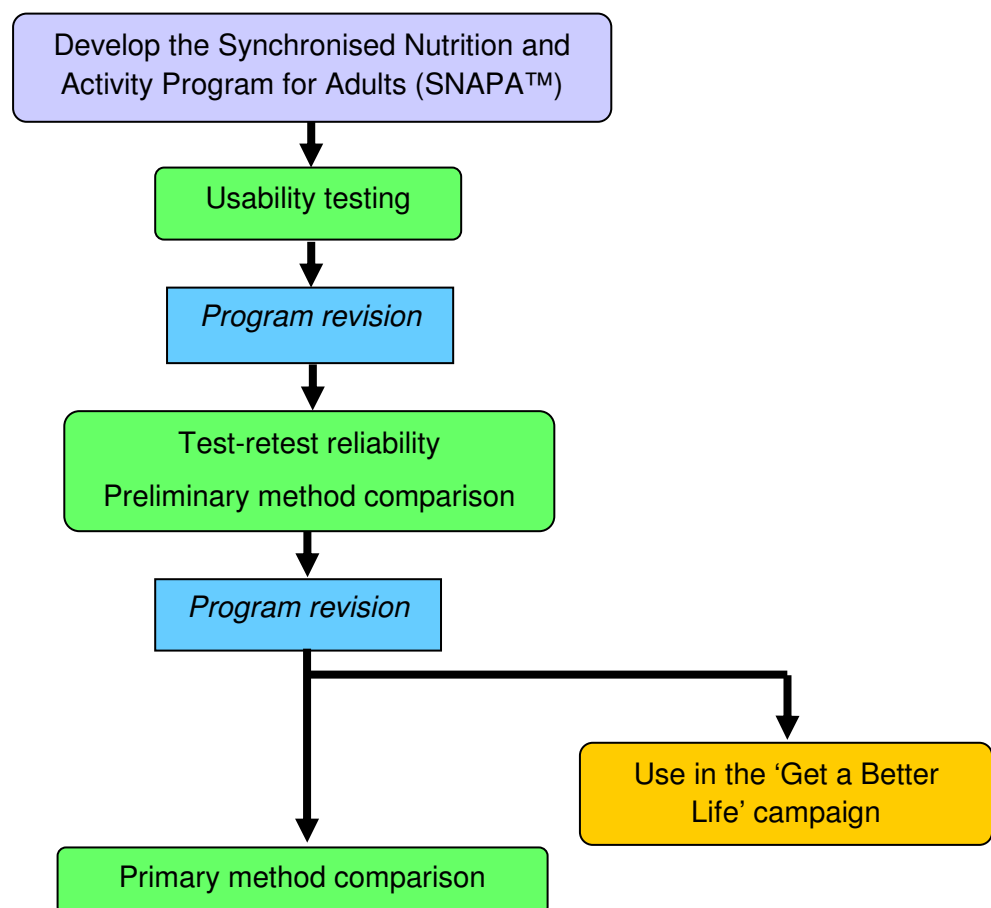 Develop the Synchronised Nutrition and
Activity Program for Adults (SNAPA™)
Usability testing
Program revision
Test-retest reliability
Preliminary method comparison
Program revision
Use in the ‘Get a Better
Life’ campaign
Primary method comparison